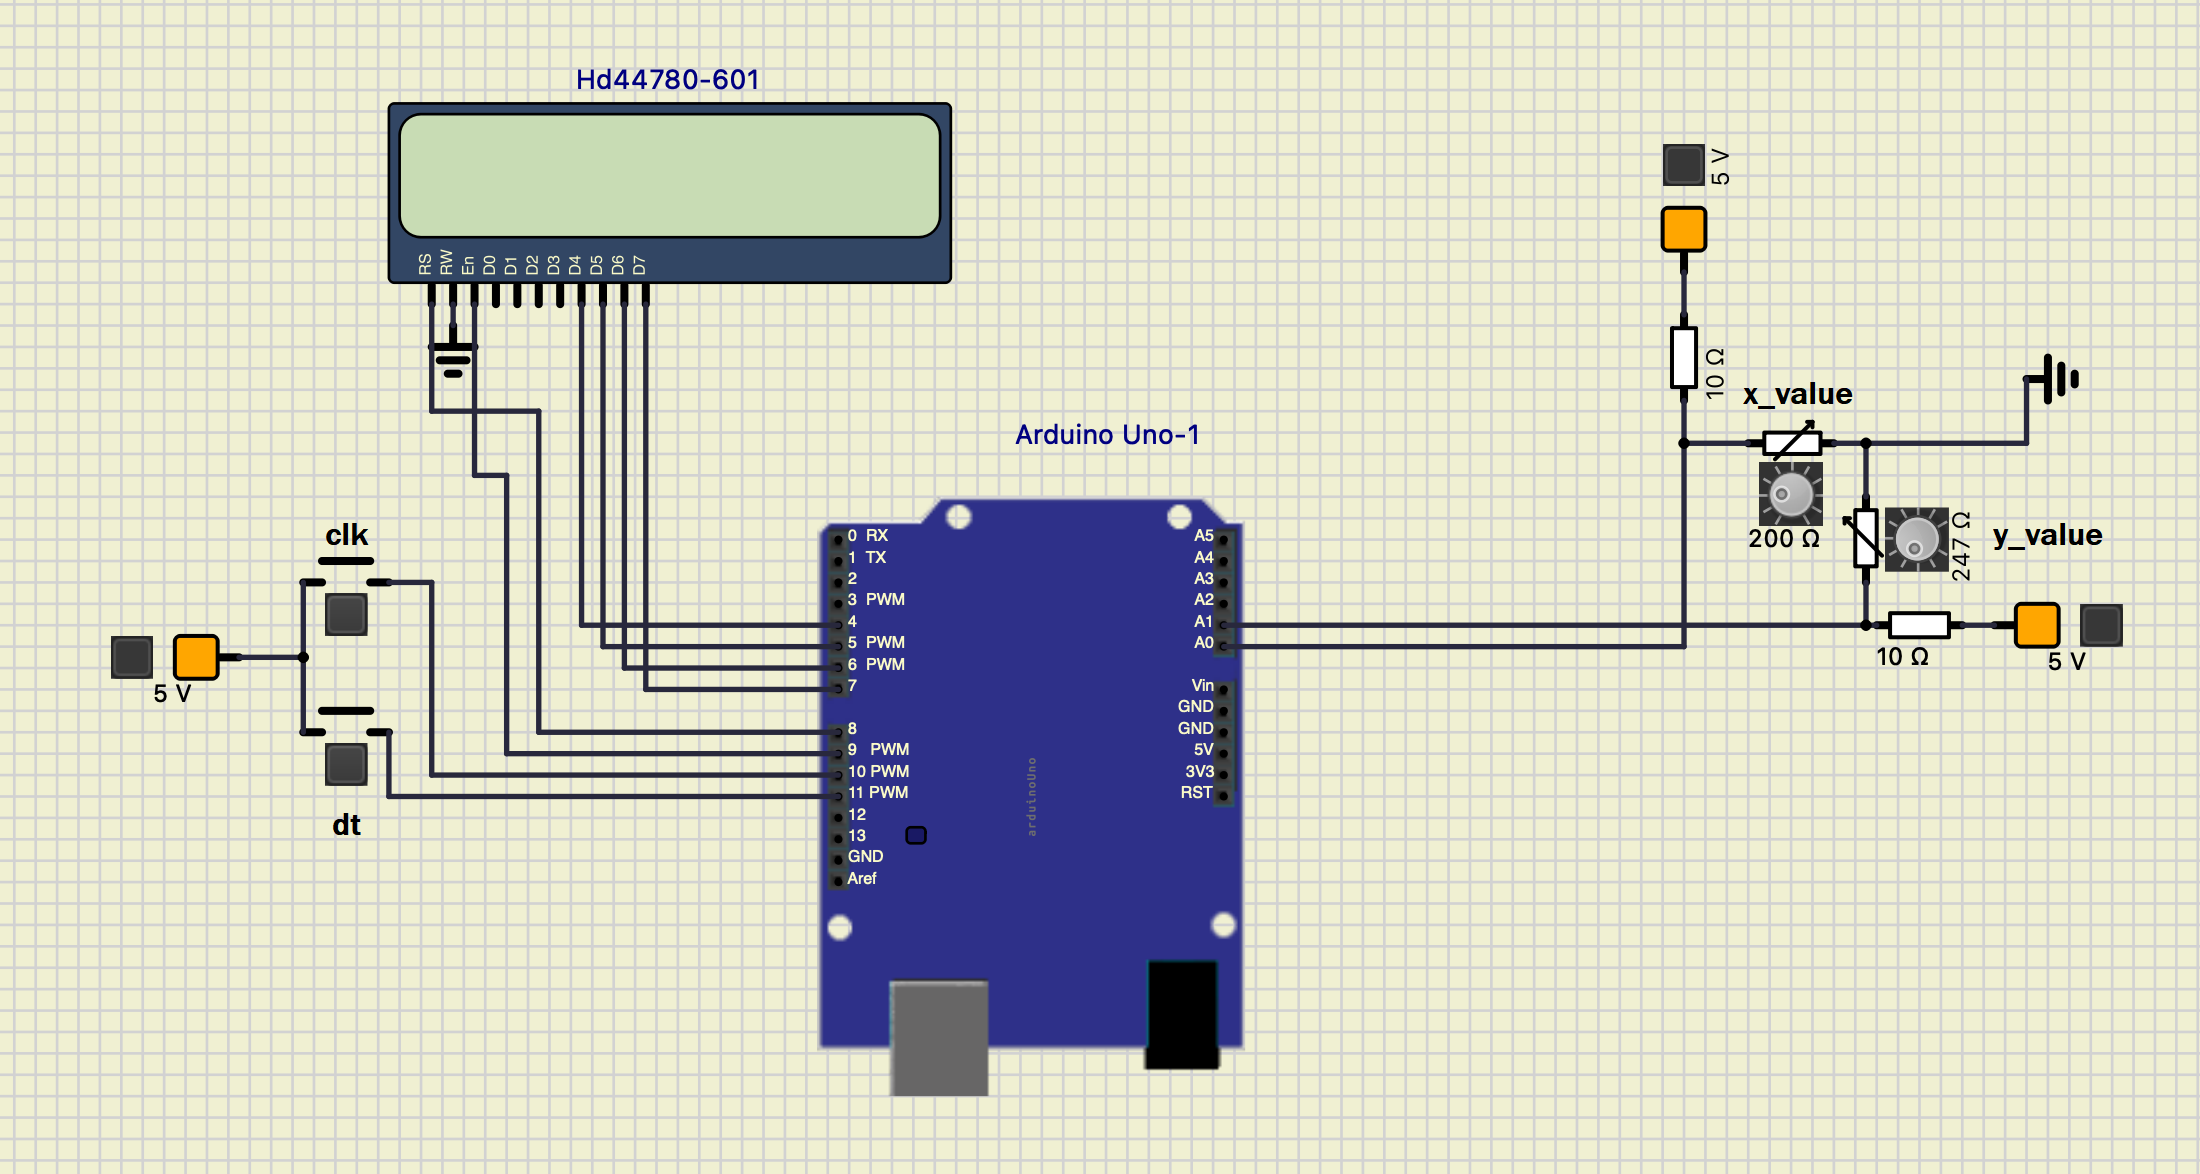 Hd44780-601
RS RW En D0 D1 D2 D3 D4 D5 D6 D7
5 V
10 Ω
x_value
200 Ω
247 Ω
y_value
10 Ω
5 V
clk
5 V
dt
Arduino Uno-1
0 RX
1 TX
2
3 PWM
4
5 PWM
6 PWM
7
8
9 PWM
10 PWM
11 PWM
12
13
GND
Aref
A5
A4
A3
A2
A1
A0
Vin
GND
GND
5V
3V3
RST
arduinoUno